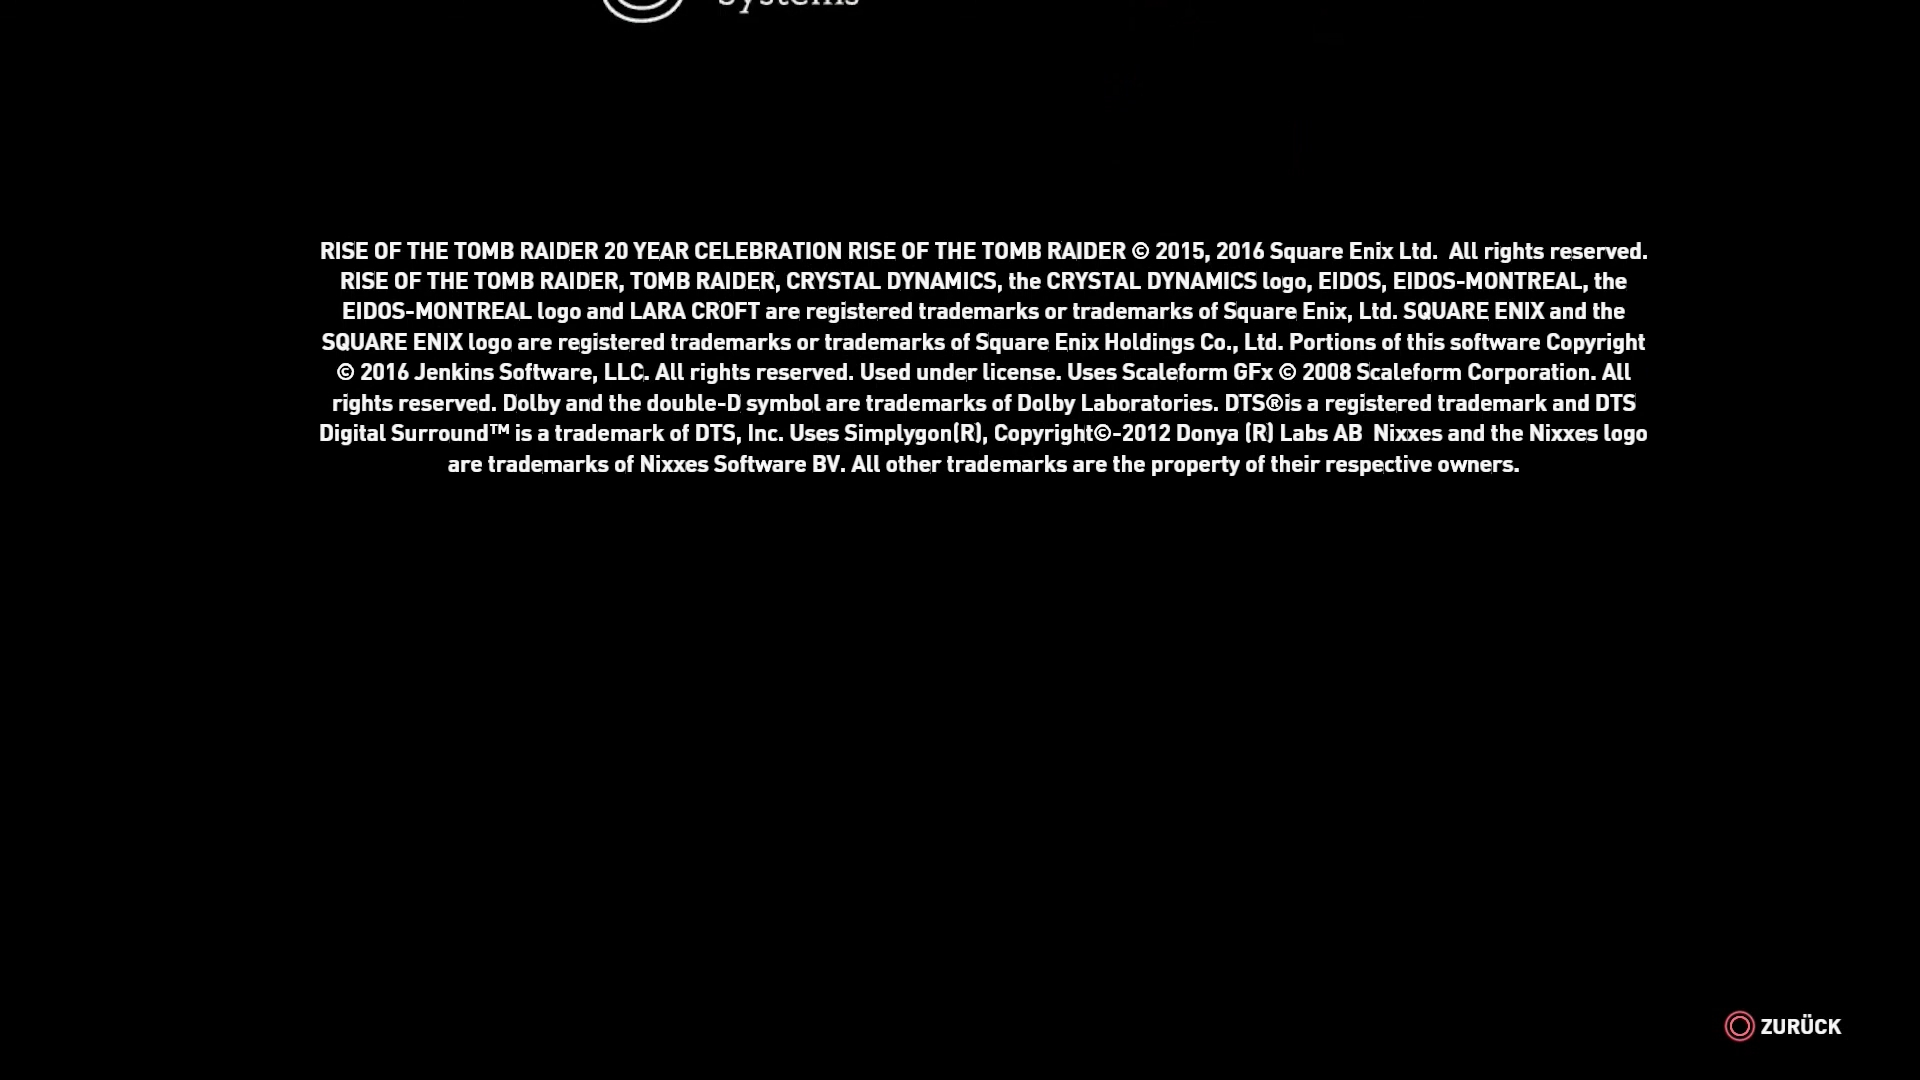 Systems
RISE OF THE TOMB RAIDER 20 YEAR CELEBRATION RISE OF THE TOMB RAIDER © 2015, 2016 Square Enix Ltd.  All rights reserved.
RISE OF THE TOMB RAIDER, TOMB RAIDER, CRYSTAL DYNAMICS, the CRYSTAL DYNAMICS logo, EIDOS, EIDOS-MONTREAL, the
EIDOS-MONTREAL logo and LARA CROFT are registered trademarks or trademarks of Square Enix, Ltd. SQUARE ENIX and the
SQUARE ENIX logo are registered trademarks or trademarks of Square Enix Holdings Co., Ltd. Portions of this software Copyright
© 2016 Jenkins Software, LLC. All rights reserved. Used under license. Uses Scaleform GFx © 2008 Scaleform Corporation. All
rights reserved. Dolby and the double-D symbol are trademarks of Dolby Laboratories. DTS®is a registered trademark and DTS
Digital Surround™ is a trademark of DTS, Inc. Uses Simplygon(R), Copyright©-2012 Donya (R) Labs AB  Nixxes and the Nixxes logo
are trademarks of Nixxes Software BV. All other trademarks are the property of their respective owners.
ZURÜCK